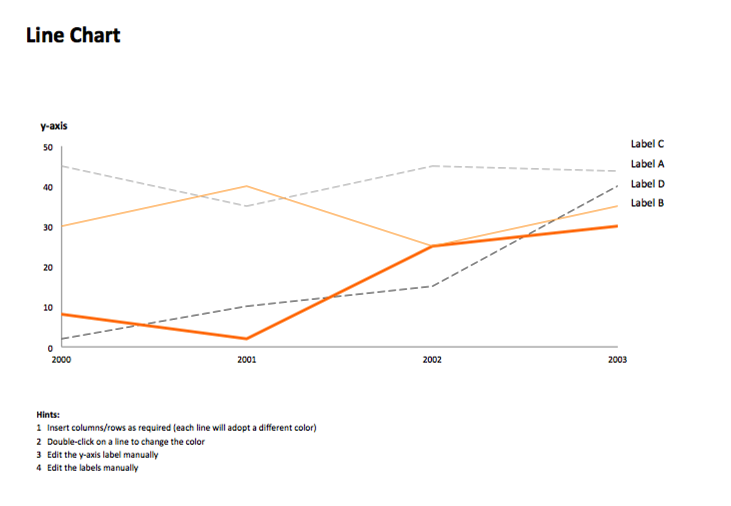 Line Chart
y-axis
50
40
30
20
10
0
2000 2001 2002 2003
Label C
Label A
Label D
Label B
Hints:
1 Insert columns/rows as required (each line will adopt a different color)
2 Double-click on a line to change the color
3 Edit the y-axis label manually
4 Edit the labels manually